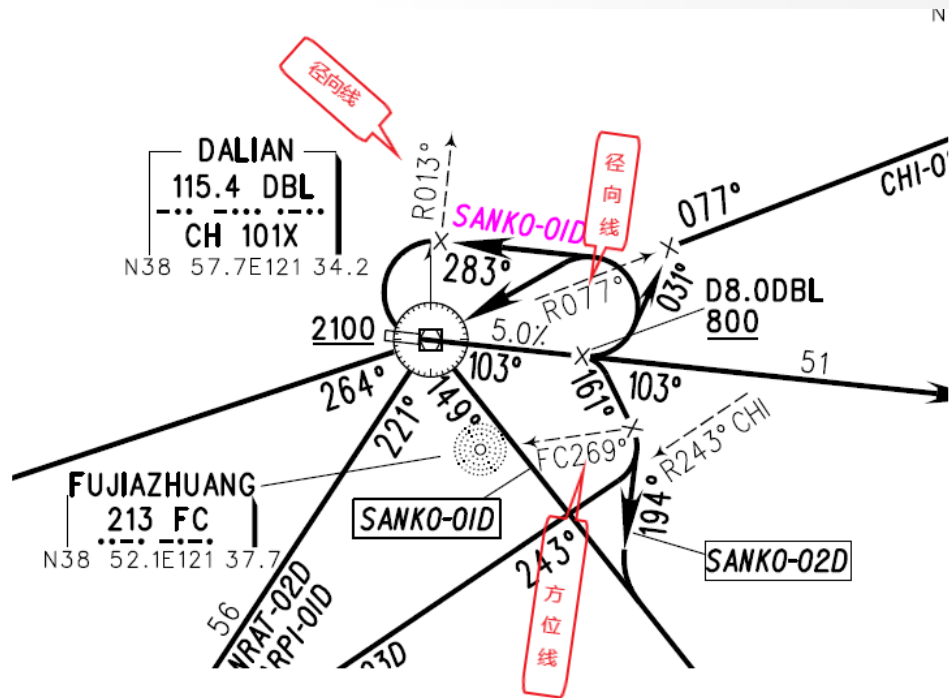 N
径向线
DALIAN
115.4 DBL
-·· -··· ·-··
CH 101X
N38 57.7E121 34.2
R013°
SANKO-01D
径向线
283°
R077°
077°
CHI-0
031°
D8.0DBL
800
2100
5.0%
103°
51
103°
161°
264°
221°
149°
FC269°
R243° CHI
FUJIAZHUANG
213 FC
··-· -·-·
N38 52.1E121 37.7
SANKO-01D
194°
SANKO-02D
243°
方位线
56
NRAT-02D
ARPI-01D
03D